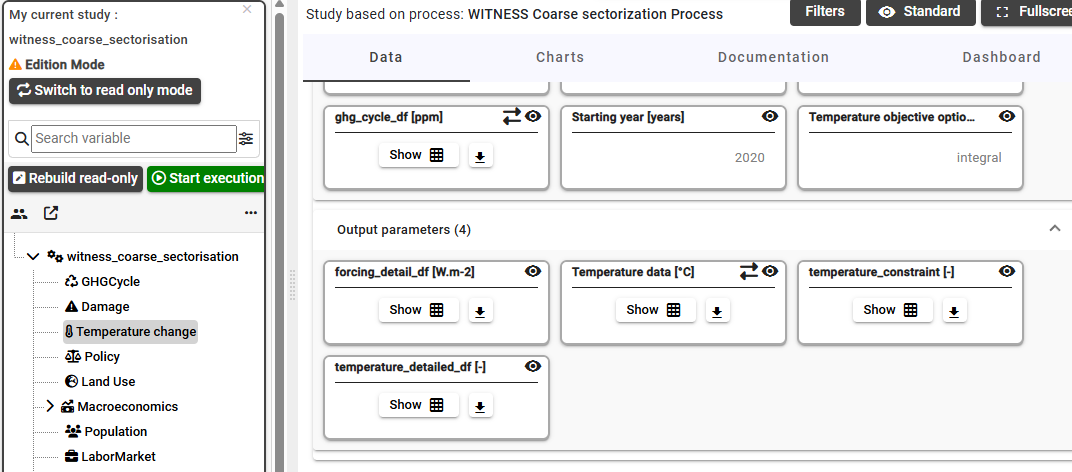 My current study :
witness_coarse_sectorisation
Edition Mode
Switch to read only mode
Search variable
Rebuild read-only
Start execution
witness_coarse_sectorisation
GHGCycle
Damage
Temperature change
Policy
Land Use
Macroeconomics
Population
LaborMarket
Study based on process: WITNESS Coarse sectorization Process
Filters
Standard
Fullscree
Data
Charts
Documentation
Dashboard
ghg_cycle_df [ppm]
Show
Starting year [years]
2020
Temperature objective optio...
integral
Output parameters (4)
forcing_detail_df [W.m-2]
Show
Temperature data [°C]
Show
temperature_constraint [-]
Show
temperature_detailed_df [-]
Show